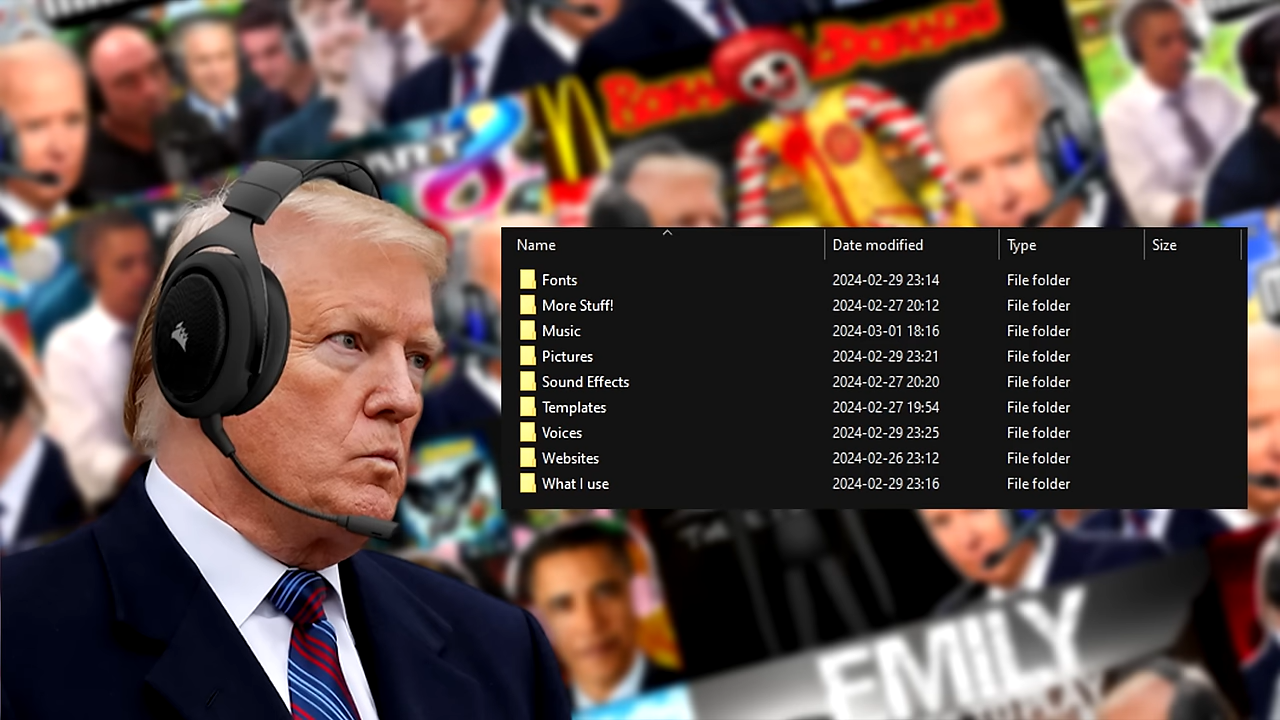 Name Date modified Type Size
Fonts 2024-02-29 23:14 File folder
More Stuff! 2024-02-27 20:12 File folder
Music 2024-03-01 18:16 File folder
Pictures 2024-02-29 23:21 File folder
Sound Effects 2024-02-27 20:20 File folder
Templates 2024-02-27 19:54 File folder
Voices 2024-02-29 23:25 File folder
Websites 2024-02-26 23:12 File folder
What I use 2024-02-29 23:16 File folder
EMILY